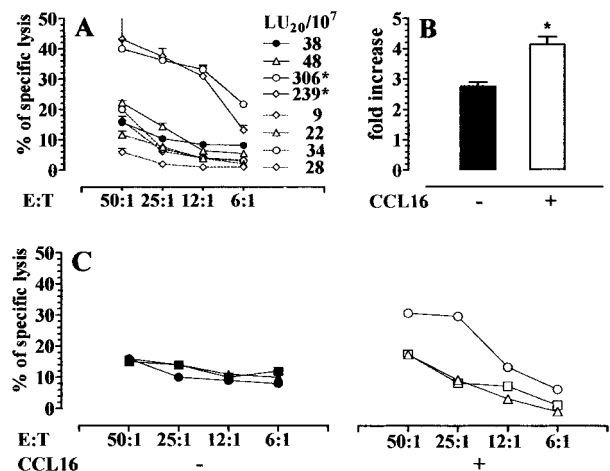 A
LU20/10⁷
% of specific lysis
50
40
30
20
10
0
38
48
306*
239*
9
22
34
28
E:T 50:1 25:1 12:1 6:1
B
fold increase
5
4
3
2
1
0
*
CCL16 - +
C
% of specific lysis
50
40
30
20
10
0
E:T 50:1 25:1 12:1 6:1 50:1 25:1 12:1 6:1
CCL16 - +